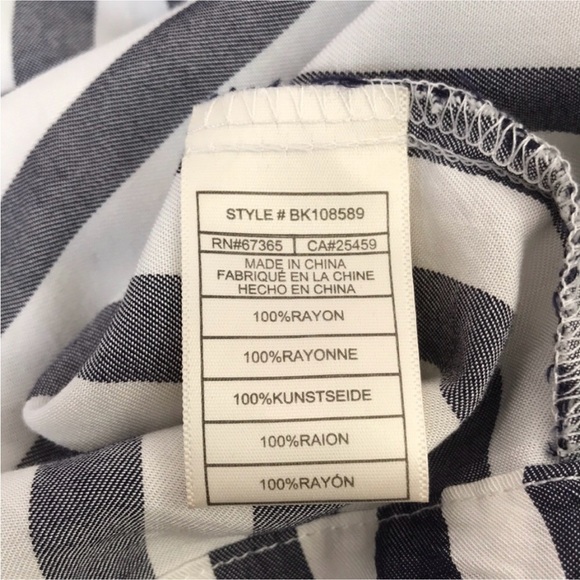 STYLE # BK108589
RN#67365 CA#25459
MADE IN CHINA
FABRIQUÉ EN LA CHINE
HECHO EN CHINA
100%RAYON
100%RAYONNE
100%KUNSTSEIDE
100%RAION
100%RAYÓN